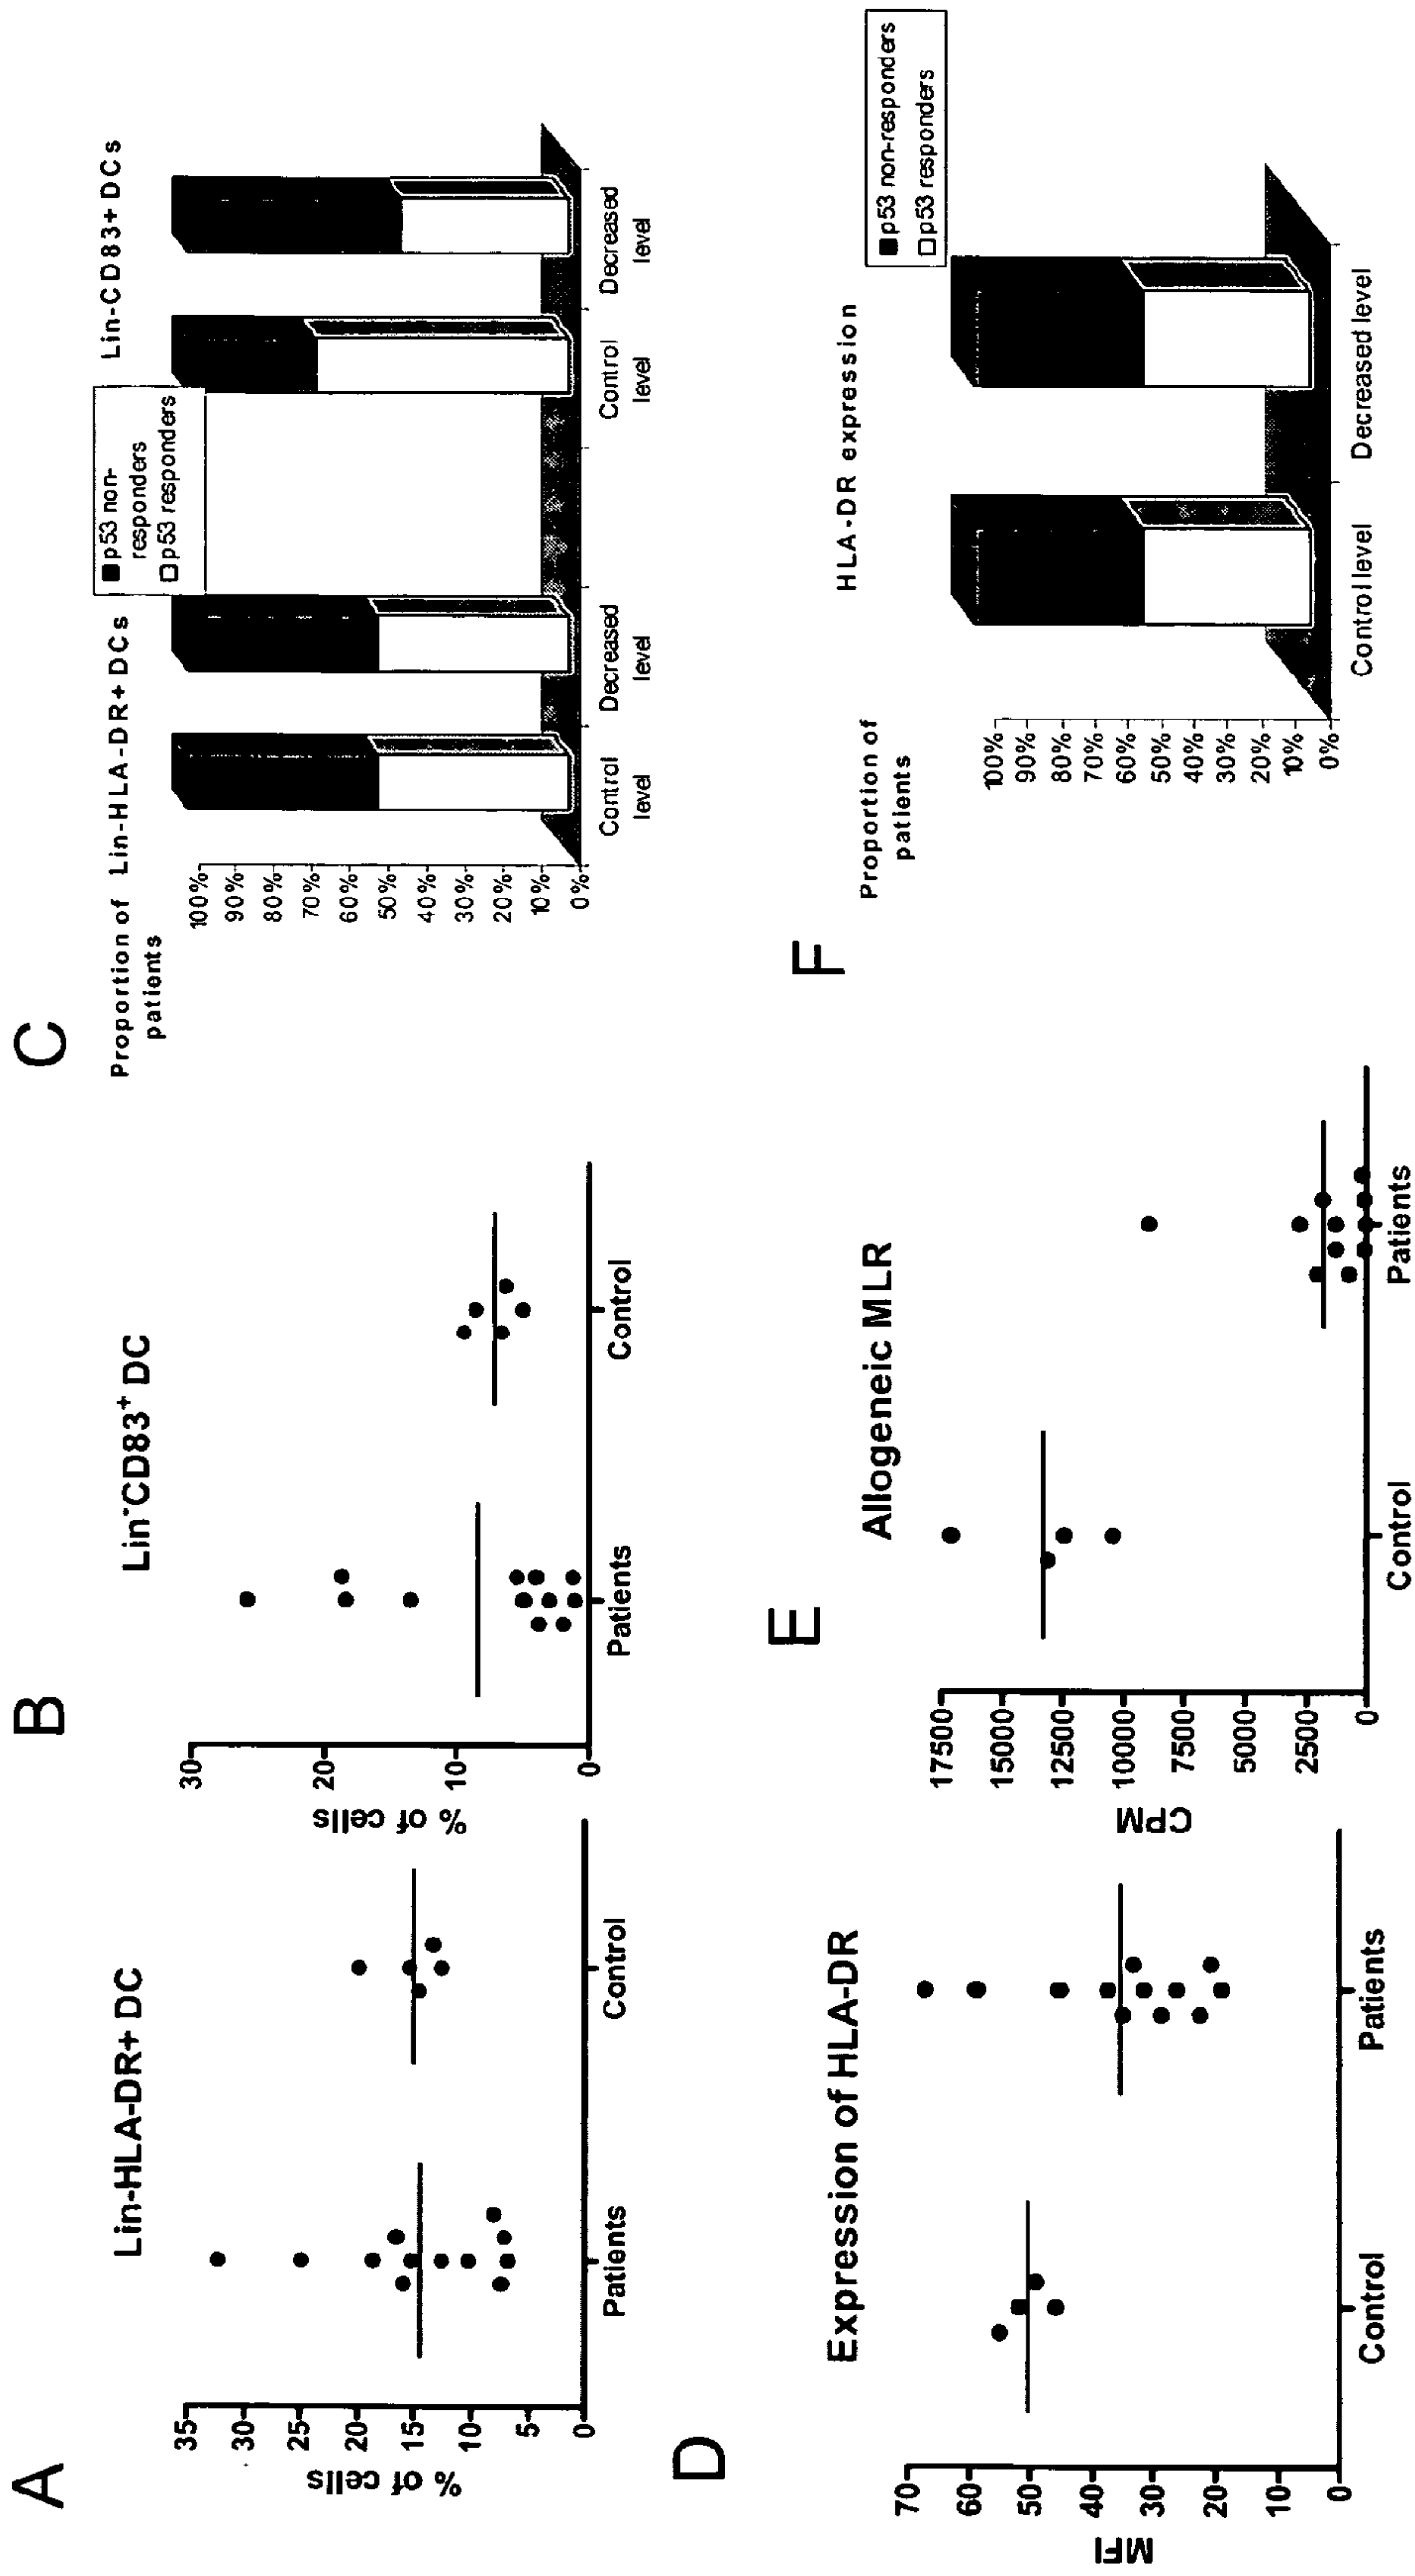 A
Lin-HLA-DR+ DC
% of cells
35
30
25
20
15
10
5
0
Patients
Control
B
Lin⁻CD83⁺ DC
% of cells
30
20
10
0
Patients
Control
C
Proportion of
patients
Lin-HLA-DR+ DCs
Lin-CD83+ DCs
p53 non-
responders
p53 responders
100%
90%
80%
70%
60%
50%
40%
30%
20%
10%
0%
Control
level
Decreased
level
Control
level
Decreased
level
D
Expression of HLA-DR
MFI
70
60
50
40
30
20
10
0
Control
Patients
E
Allogeneic MLR
CPM
17500
15000
12500
10000
7500
5000
2500
0
Control
Patients
F
Proportion of
patients
HLA-DR expression
p53 non-responders
p53 responders
100%
90%
80%
70%
60%
50%
40%
30%
20%
10%
0%
Control level
Decreased level